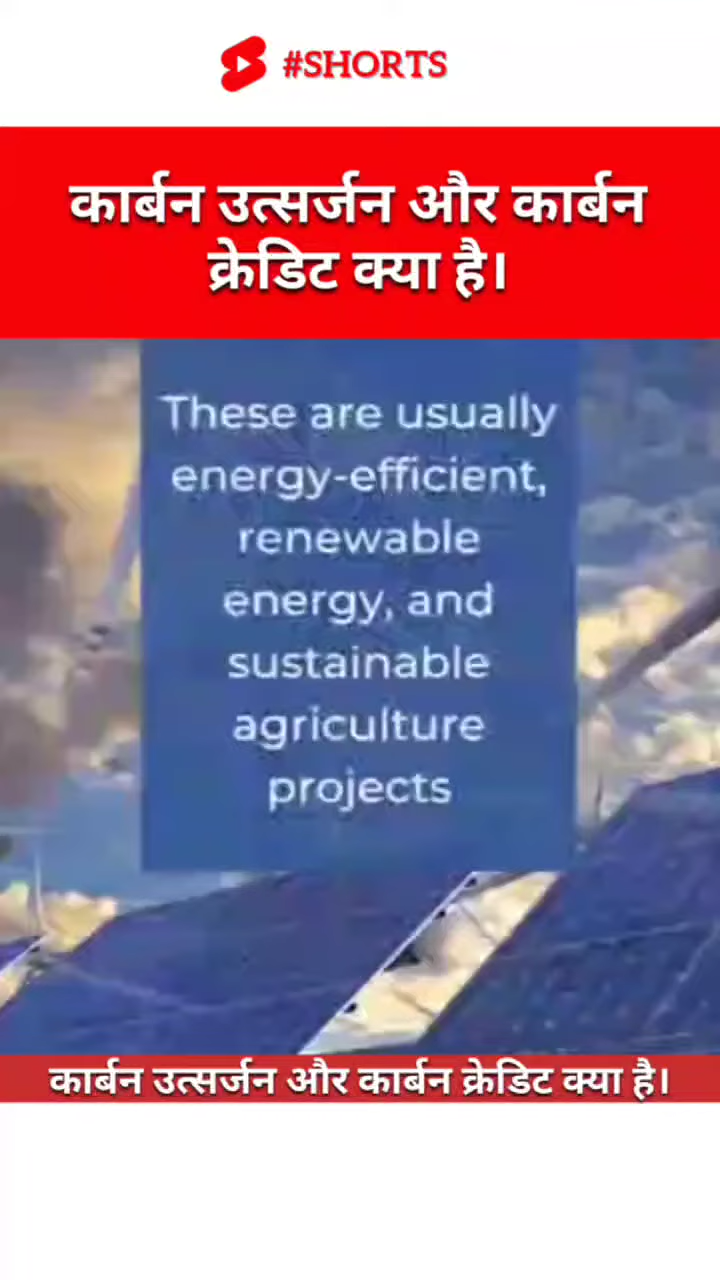 #SHORTS
कार्बन उत्सर्जन और कार्बन
क्रेडिट क्या है।
These are usually
energy-efficient,
renewable
energy, and
sustainable
agriculture
projects
कार्बन उत्सर्जन और कार्बन क्रेडिट क्या है।